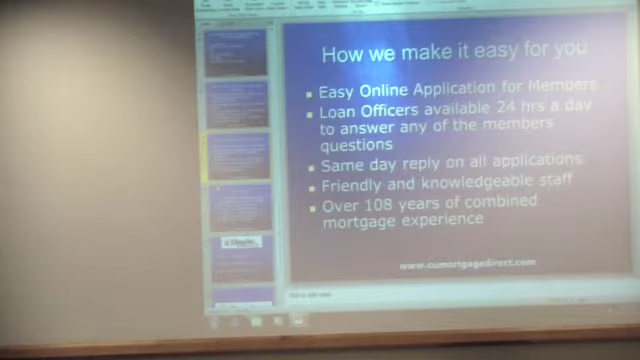 How we make it easy for you
Easy Online Application for Members
Loan Officers available 24 hrs a day
to answer any of the members
questions
Same day reply on all applications
Friendly and knowledgeable staff
Over 108 years of combined
mortgage experience
www.cumortgagedirect.com